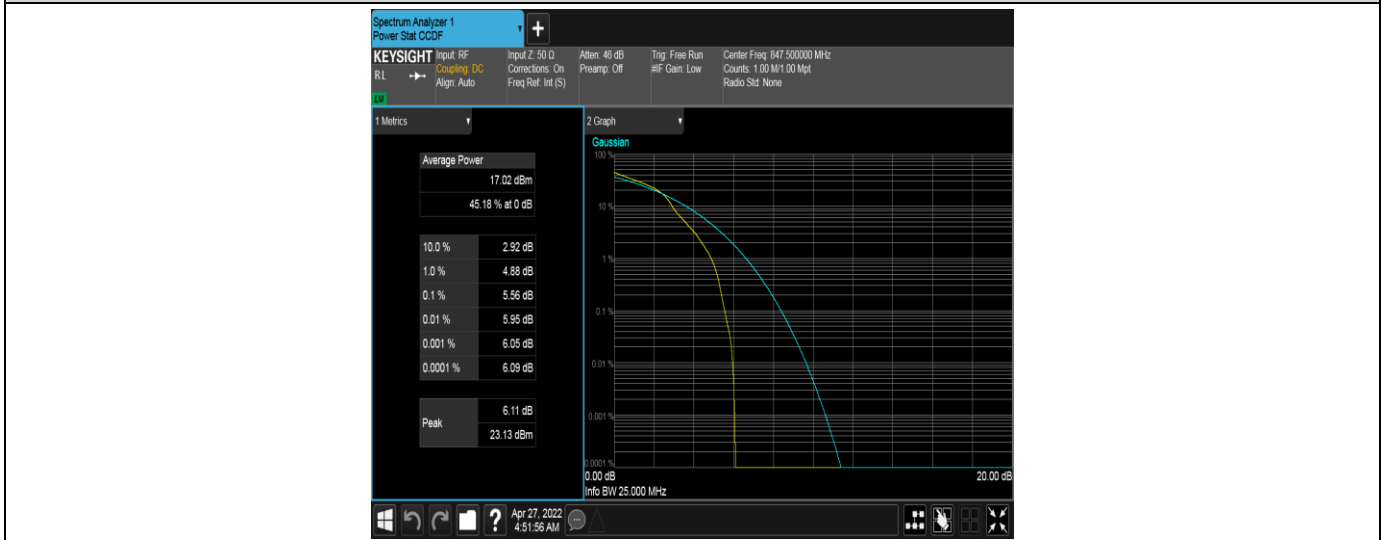 Spectrum Analyzer 1
Power Stat CCDF
+
KEYSIGHT
RL
Input: RF
Coupling: DC
Align: Auto
Input Z: 50 Ω
Corrections: On
Freq Ref: Int (S)
Atten: 46 dB
Preamp: Off
Trig: Free Run
#IF Gain: Low
Center Freq: 847.500000 MHz
Counts: 1.00 M/1.00 Mpt
Radio Std: None
1 Metrics
Average Power
17.02 dBm
45.18 % at 0 dB
10.0 % 2.92 dB
1.0 % 4.88 dB
0.1 % 5.56 dB
0.01 % 5.95 dB
0.001 % 6.05 dB
0.0001 % 6.09 dB
Peak
6.11 dB
23.13 dBm
2 Graph
Gaussian
100 %
10 %
1 %
0.1 %
0.01 %
0.001 %
0.0001 %
0.00 dB
20.00 dB
Info BW 25.000 MHz
?
Apr 27, 2022
4:51:56 AM